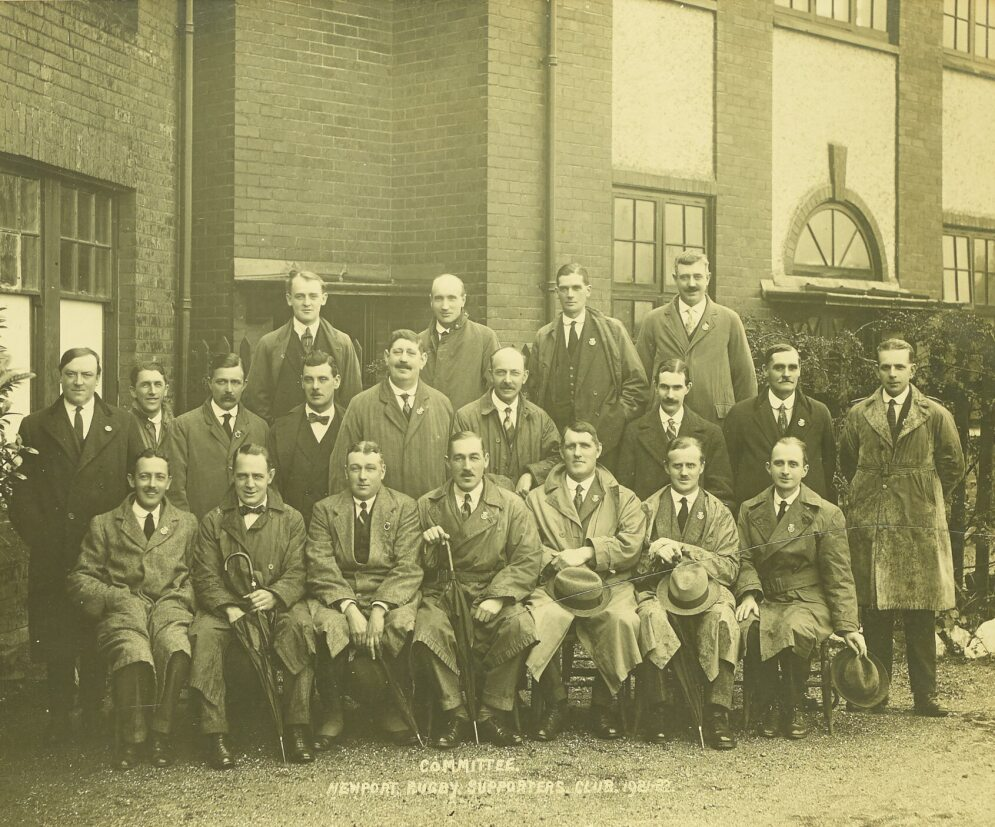 COMMITTEE.
NEWPORT. RUGBY. SUPPORTERS. CLUB. 1921-22.